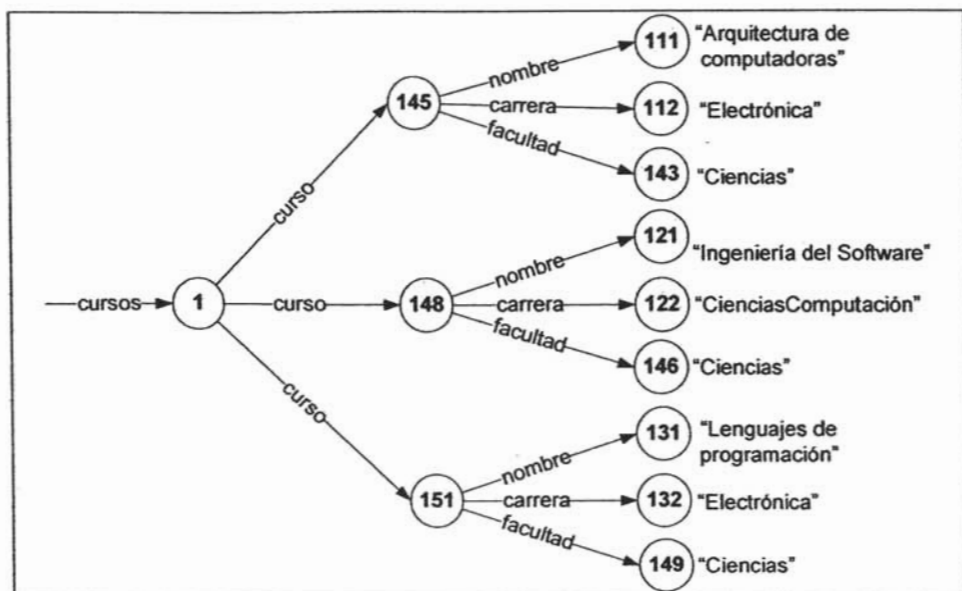 111 "Arquitectura de
computadoras"
nombre
145 carrera 112 "Electrónica"
facultad
143 "Ciencias"
curso
121 "Ingeniería del Software"
nombre
cursos 1 curso 148 carrera 122 "CienciasComputación"
facultad
146 "Ciencias"
curso
131 "Lenguajes de
programación"
nombre
151 carrera 132 "Electrónica"
facultad
149 "Ciencias"